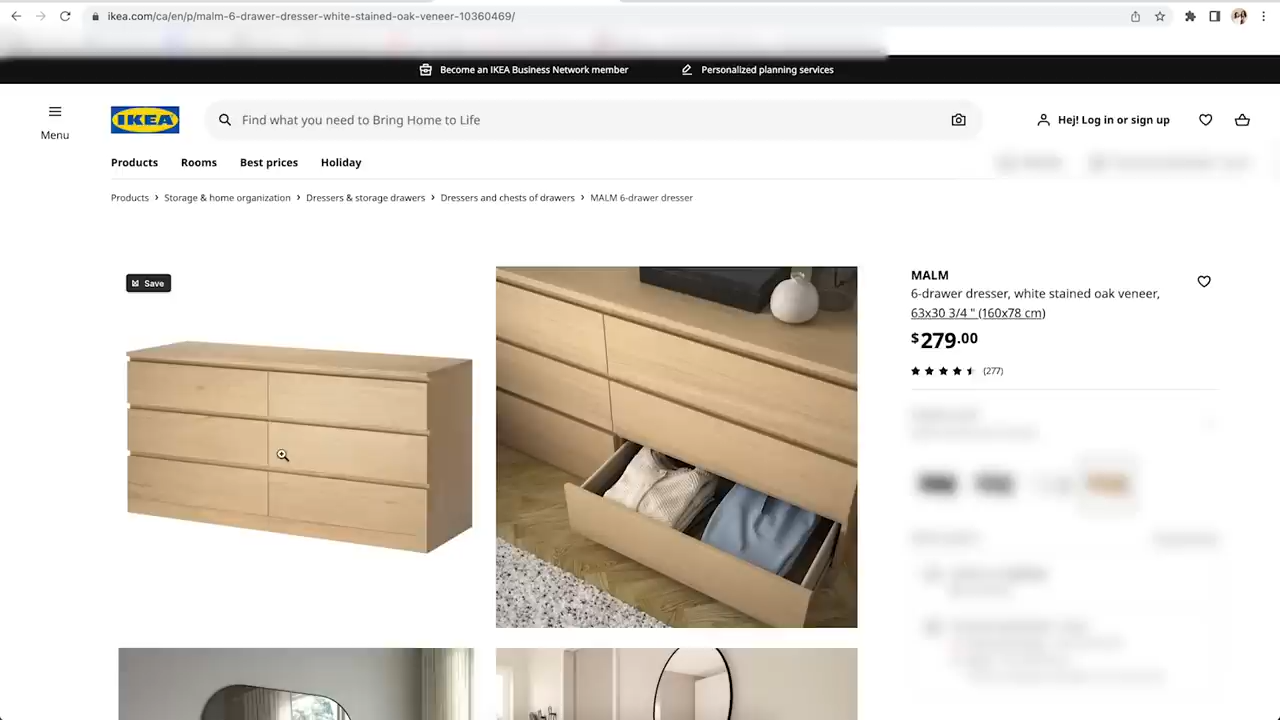 ikea.com/ca/en/p/malm-6-drawer-dresser-white-stained-oak-veneer-10360469/
Become an IKEA Business Network member
Personalized planning services
Menu
IKEA
Find what you need to Bring Home to Life
Hej! Log in or sign up
Products
Rooms
Best prices
Holiday
Products › Storage & home organization › Dressers & storage drawers › Dressers and chests of drawers › MALM 6-drawer dresser
Save
MALM
6-drawer dresser, white stained oak veneer,
63x30 3/4 " (160x78 cm)
$279.00
(277)